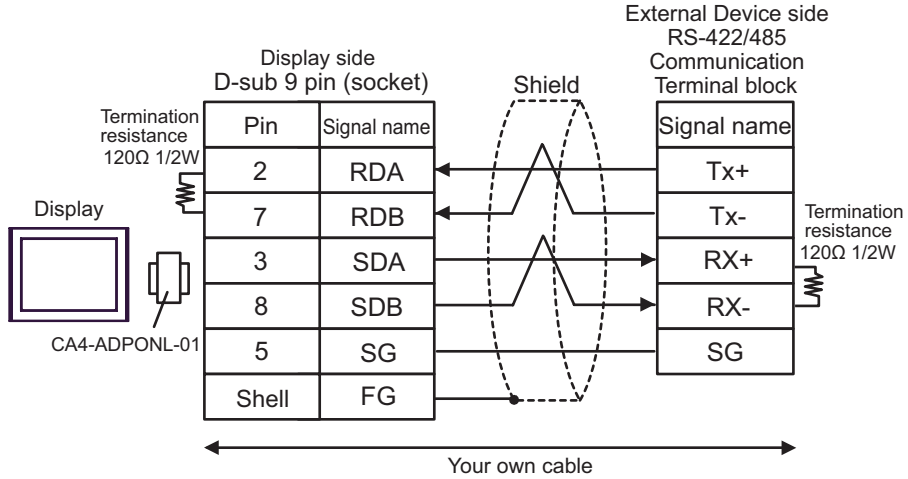 External Device side
RS-422/485
Communication
Terminal block
Display side
D-sub 9 pin (socket)
Shield
Termination
resistance
120Ω 1/2W
Pin Signal name
Signal name
2 RDA Tx+
7 RDB Tx-
3 SDA RX+
8 SDB RX-
5 SG SG
Shell FG
Display
CA4-ADPONL-01
Termination
resistance
120Ω 1/2W
Your own cable